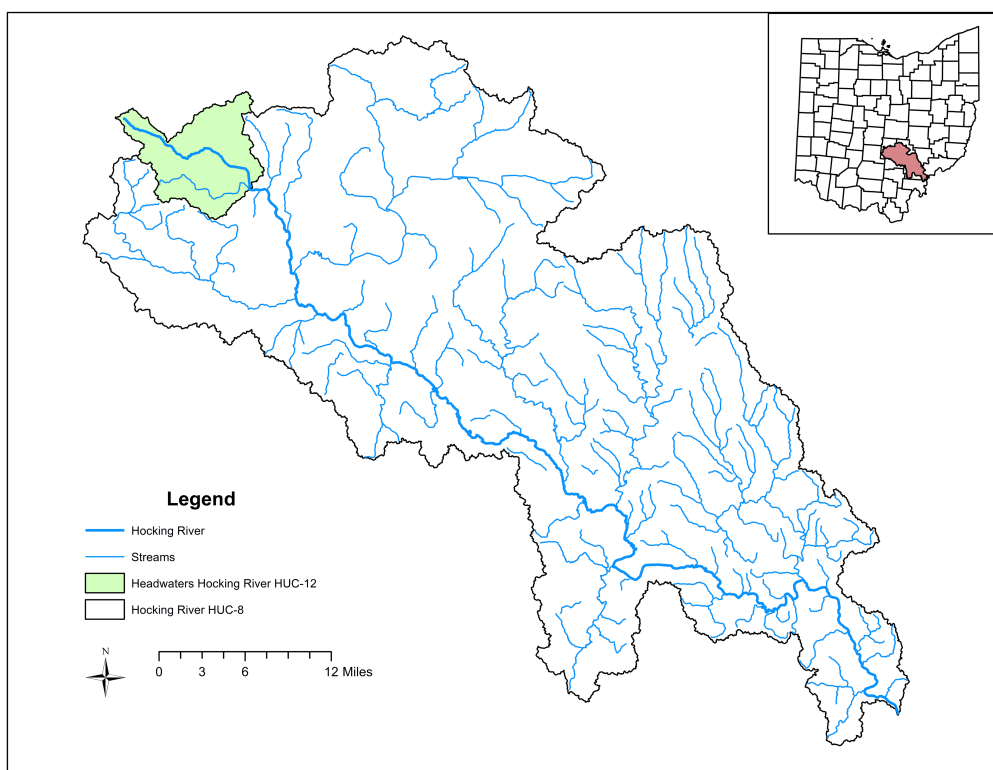 Legend
Hocking River
Streams
Headwaters Hocking River HUC-12
Hocking River HUC-8
N
0 3 6 12 Miles